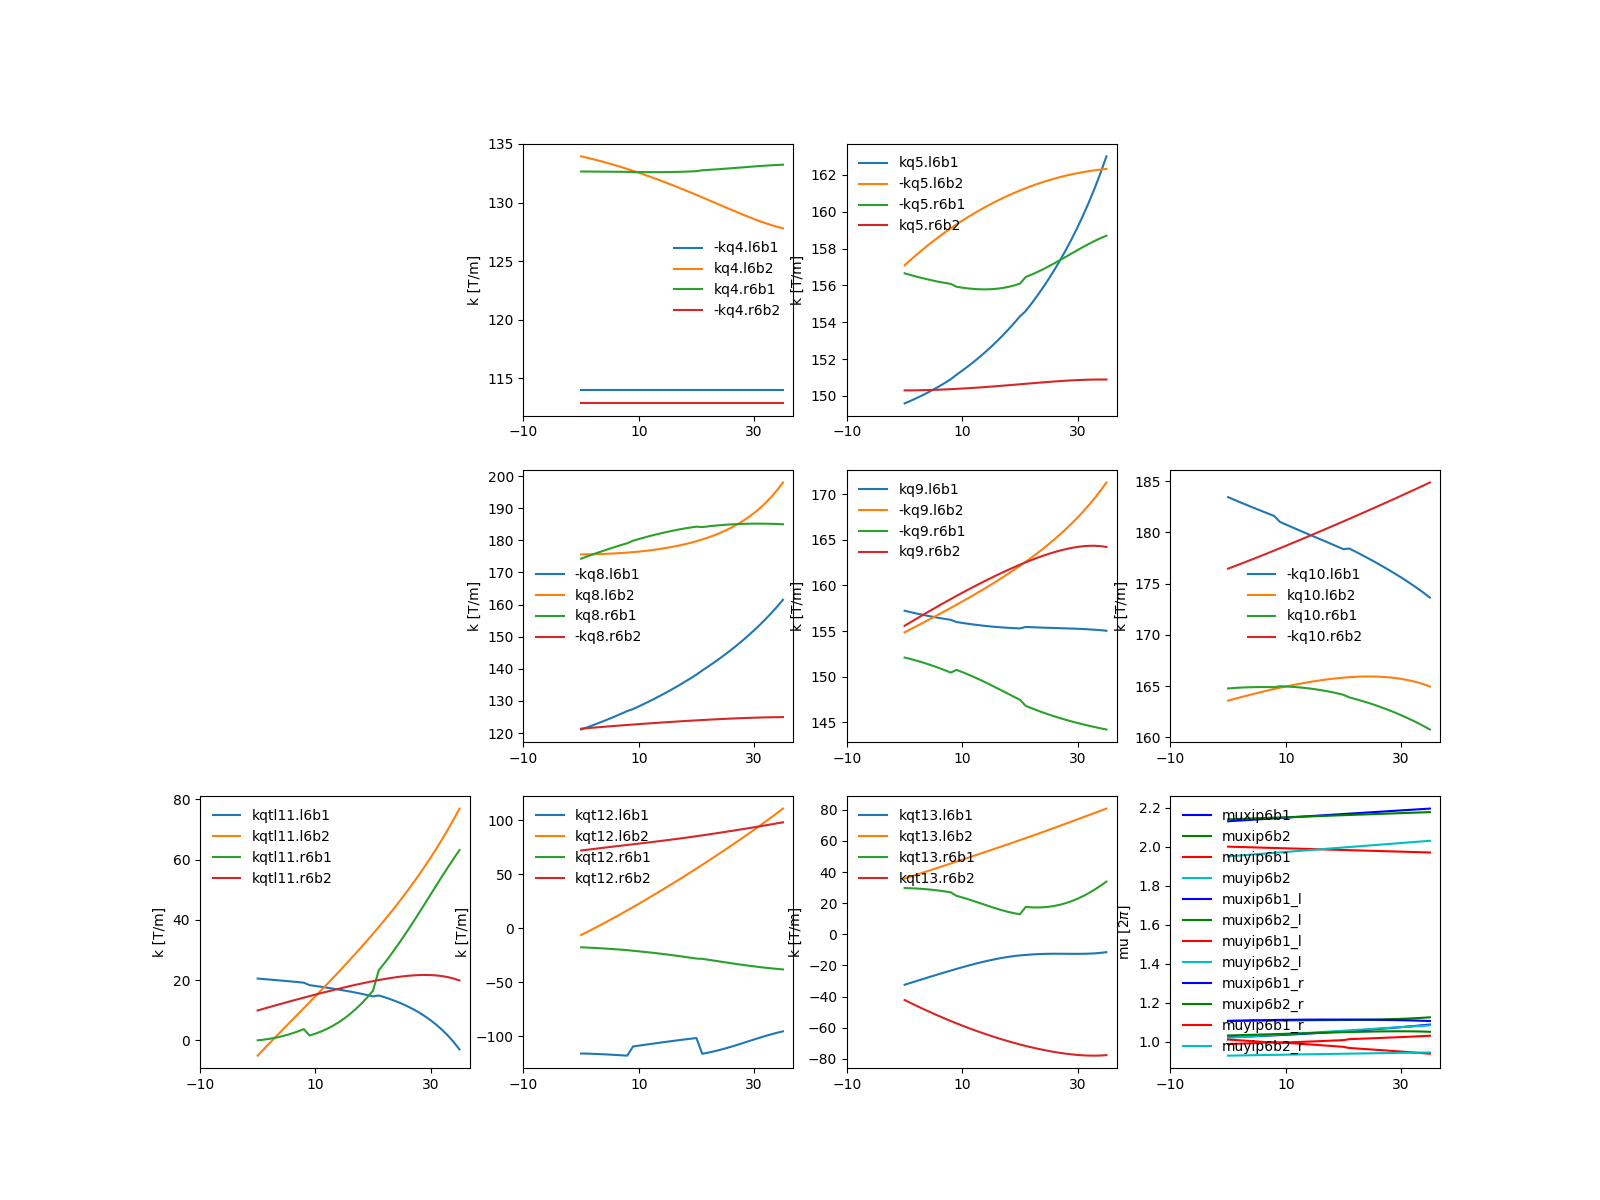 135
130
125
120
115
k [T/m]
-kq4.l6b1
kq4.l6b2
kq4.r6b1
-kq4.r6b2
−10 10 30
162
160
158
156
154
152
150
k [T/m]
kq5.l6b1
-kq5.l6b2
-kq5.r6b1
kq5.r6b2
−10 10 30
200
190
180
170
160
150
140
130
120
k [T/m]
-kq8.l6b1
kq8.l6b2
kq8.r6b1
-kq8.r6b2
−10 10 30
170
165
160
155
150
145
k [T/m]
kq9.l6b1
-kq9.l6b2
-kq9.r6b1
kq9.r6b2
−10 10 30
185
180
175
170
165
160
k [T/m]
-kq10.l6b1
kq10.l6b2
kq10.r6b1
-kq10.r6b2
−10 10 30
80
60
40
20
0
k [T/m]
kqtl11.l6b1
kqtl11.l6b2
kqtl11.r6b1
kqtl11.r6b2
−10 10 30
100
50
0
−50
−100
k [T/m]
kqt12.l6b1
kqt12.l6b2
kqt12.r6b1
kqt12.r6b2
−10 10 30
80
60
40
20
0
−20
−40
−60
−80
k [T/m]
kqt13.l6b1
kqt13.l6b2
kqt13.r6b1
kqt13.r6b2
−10 10 30
2.2
2.0
1.8
1.6
1.4
1.2
1.0
mu [2π]
muxip6b1
muxip6b2
muyip6b1
muyip6b2
muxip6b1_l
muxip6b2_l
muyip6b1_l
muyip6b2_l
muxip6b1_r
muxip6b2_r
muyip6b1_r
muyip6b2_r
−10 10 30